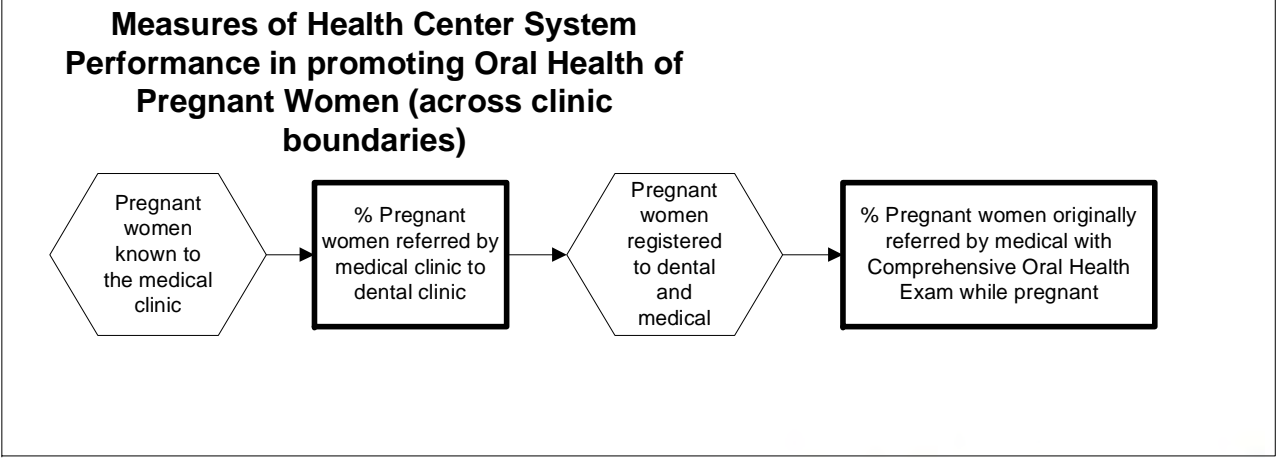 Measures of Health Center System
Performance in promoting Oral Health of
Pregnant Women (across clinic
boundaries)
Pregnant
women
known to
the medical
clinic
% Pregnant
women referred by
medical clinic to
dental clinic
Pregnant
women
registered
to dental
and
medical
% Pregnant women originally
referred by medical with
Comprehensive Oral Health
Exam while pregnant